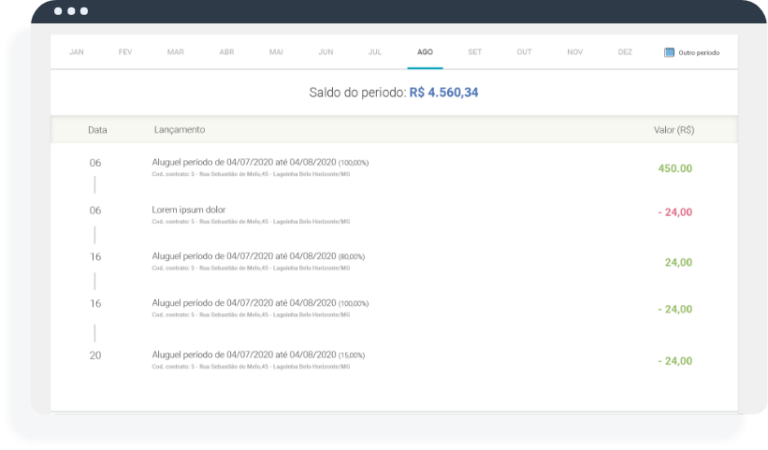 JAN FEV MAR ABR MAI JUN JUL AGO SET OUT NOV DEZ Outro período
Saldo do período: R$ 4.560,34
Data Lançamento Valor (R$)
06 Aluguel período de 04/07/2020 até 04/08/2020 (100,00%) 450.00
Cod. contrato: 5 - Rua Sebastião de Melo,45 - Lagoinha Belo Horizonte/MG
06 Lorem ipsum dolor - 24,00
Cod. contrato: 5 - Rua Sebastião de Melo,45 - Lagoinha Belo Horizonte/MG
16 Aluguel período de 04/07/2020 até 04/08/2020 (80,00%) 24,00
Cod. contrato: 5 - Rua Sebastião de Melo,45 - Lagoinha Belo Horizonte/MG
16 Aluguel período de 04/07/2020 até 04/08/2020 (100,00%) - 24,00
Cod. contrato: 5 - Rua Sebastião de Melo,45 - Lagoinha Belo Horizonte/MG
20 Aluguel período de 04/07/2020 até 04/08/2020 (15,00%) - 24,00
Cod. contrato: 5 - Rua Sebastião de Melo,45 - Lagoinha Belo Horizonte/MG